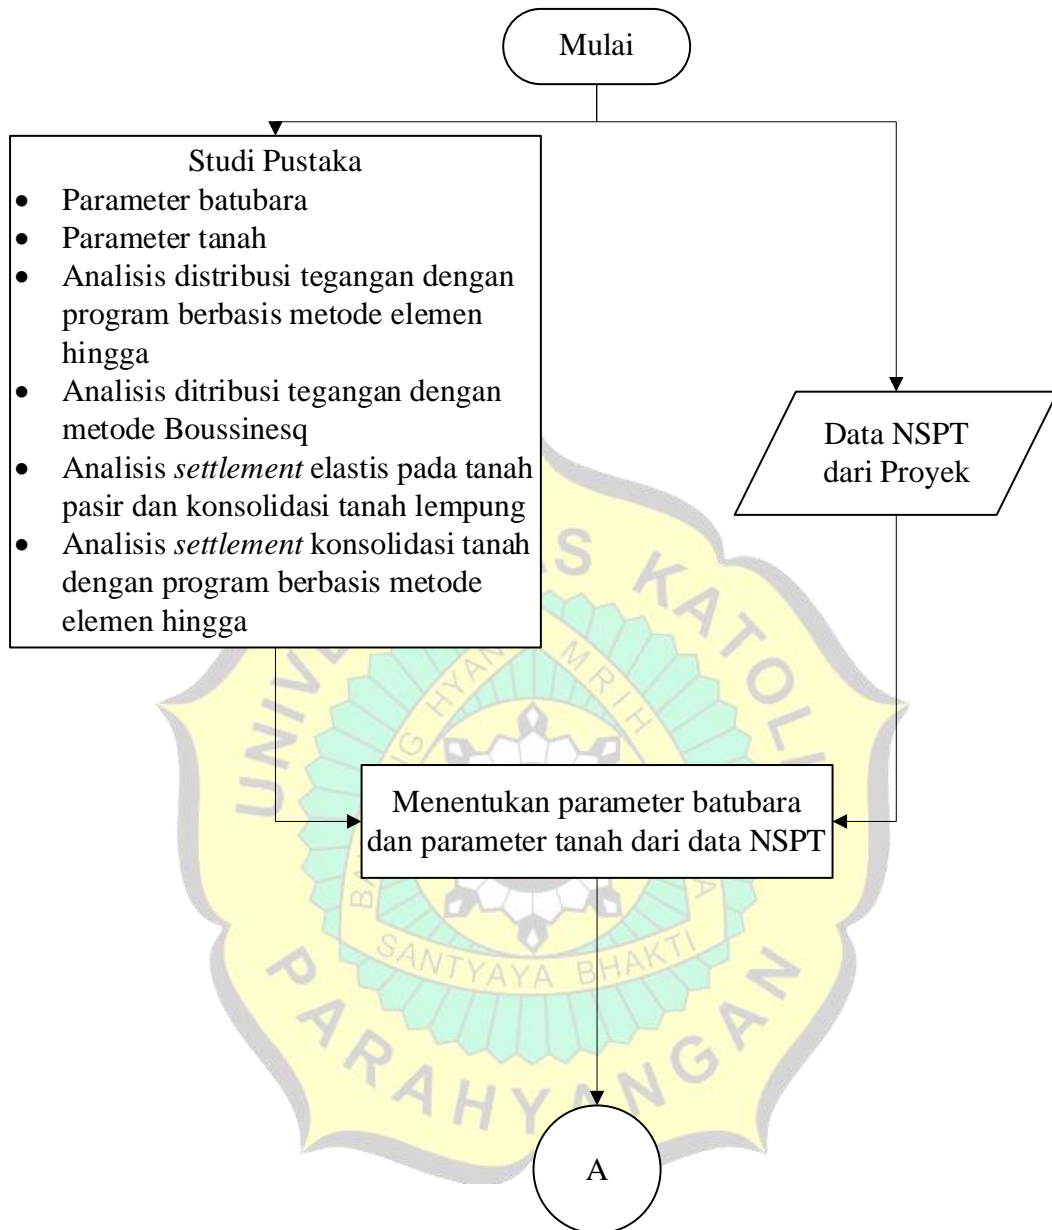 Mulai
Studi Pustaka
• Parameter batubara
• Parameter tanah
• Analisis distribusi tegangan dengan
program berbasis metode elemen
hingga
• Analisis ditribusi tegangan dengan
metode Boussinesq
• Analisis settlement elastis pada tanah
pasir dan konsolidasi tanah lempung
• Analisis settlement konsolidasi tanah
dengan program berbasis metode
elemen hingga
Data NSPT
dari Proyek
Menentukan parameter batubara
dan parameter tanah dari data NSPT
A
KATOLI
HYAN
MRIH
SANTYAYA BHAKTI
PARAHYANGAN